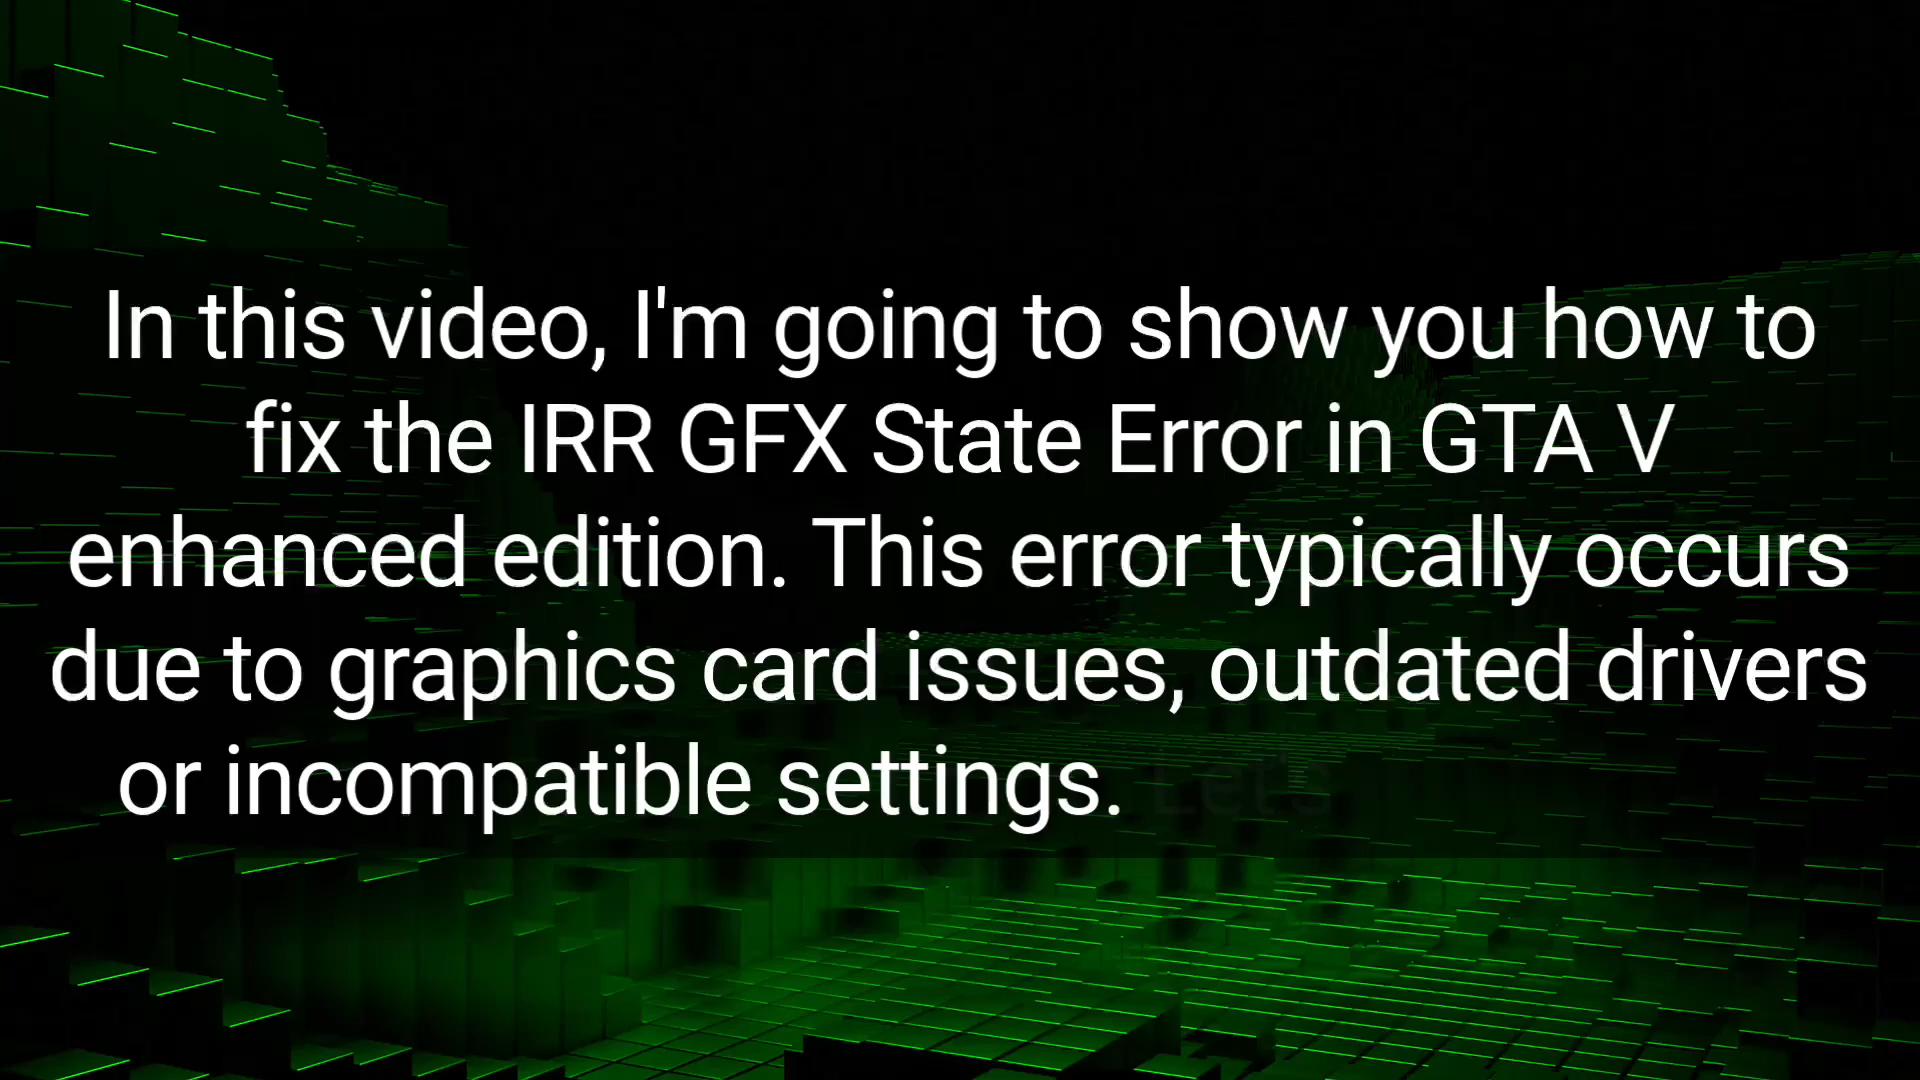 In this video, I'm going to show you how to
fix the IRR GFX State Error in GTA V
enhanced edition. This error typically occurs
due to graphics card issues, outdated drivers
or incompatible settings. Let's